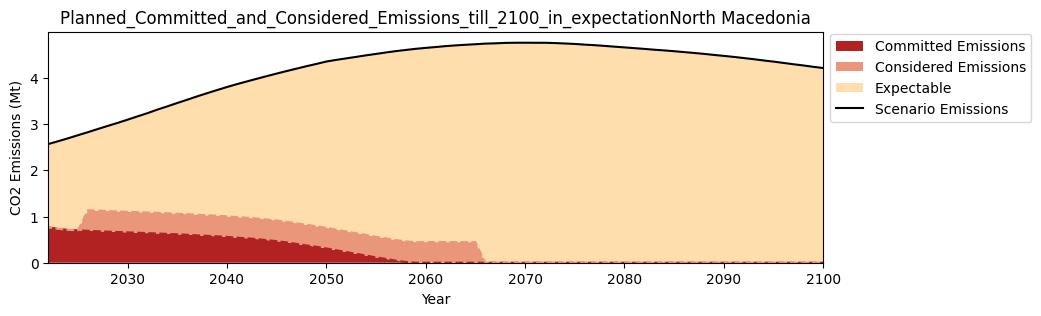 Planned_Committed_and_Considered_Emissions_till_2100_in_expectationNorth Macedonia
Committed Emissions
Considered Emissions
Expectable
Scenario Emissions
CO2 Emissions (Mt)
4
3
2
1
0
2030 2040 2050 2060 2070 2080 2090 2100
Year